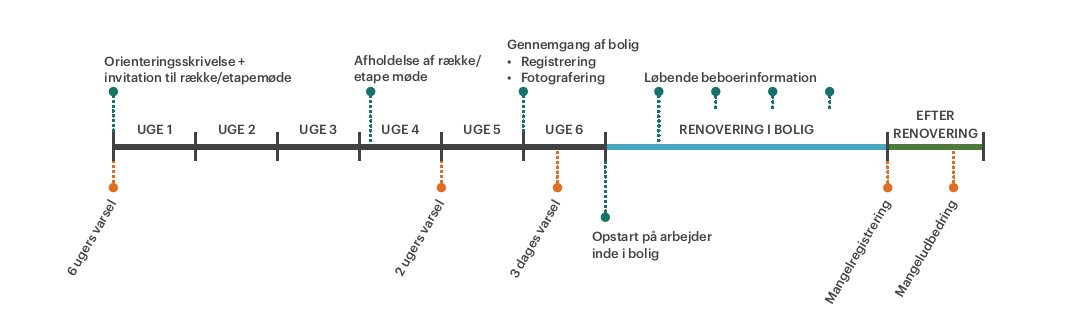 Orienteringsskrivelse +
invitation til række/etapemøde
Afholdelse af række/
etape møde
Gennemgang af bolig
• Registrering
• Fotografering
Løbende beboerinformation
UGE 1
UGE 2
UGE 3
UGE 4
UGE 5
UGE 6
RENOVERING I BOLIG
EFTER
RENOVERING
6 ugers varsel
2 ugers varsel
3 dages varsel
Opstart på arbejder
inde i bolig
Mangelregistrering
Mangeludbedring